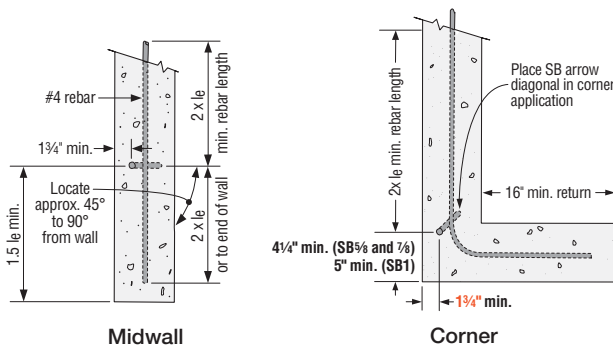 #4 rebar
1¾" min.
Locate
approx. 45°
to 90°
from wall
1.5 le min.
2 x le
min. rebar length
2 x le
or to end of wall
Midwall
2x le min. rebar length
Place SB arrow
diagonal in corner
application
16" min. return
4¼" min. (SB⅝ and ⅞)
5" min. (SB1)
1¾" min.
Corner